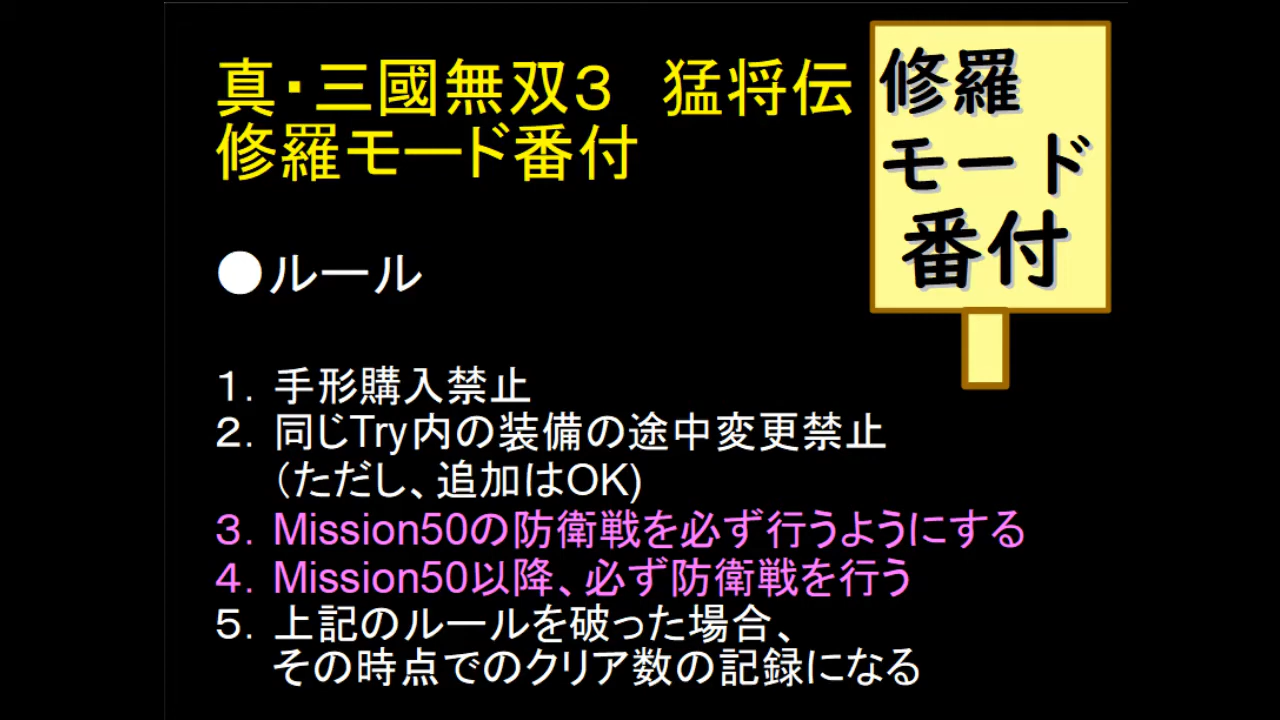 真・三國無双３　猛将伝
修羅モード番付
修羅
モード
番付
●ルール
１．手形購入禁止
２．同じTry内の装備の途中変更禁止
（ただし、追加はOK)
３．Mission50の防衛戦を必ず行うようにする
４．Mission50以降、必ず防衛戦を行う
５．上記のルールを破った場合、
その時点でのクリア数の記録になる